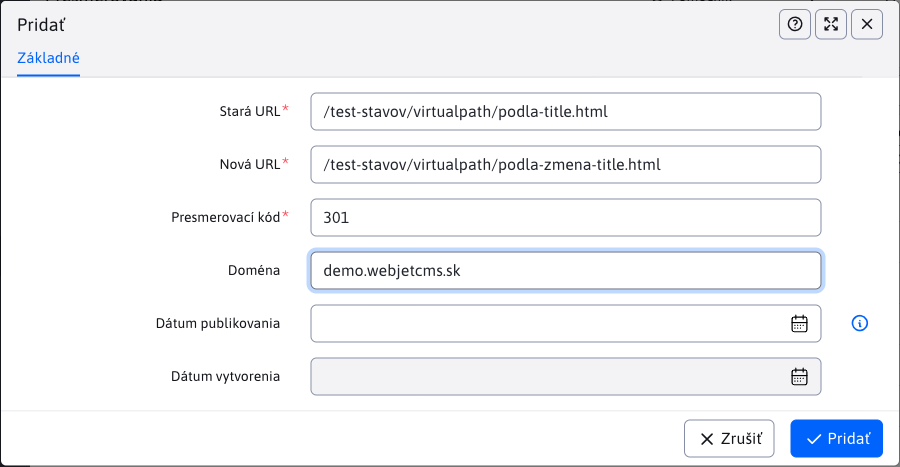 Pridať
Základné
Stará URL* /test-stavov/virtualpath/podla-title.html
Nová URL* /test-stavov/virtualpath/podla-zmena-title.html
Presmerovací kód* 301
Doména demo.webjetcms.sk
Dátum publikovania
Dátum vytvorenia
Zrušiť Pridať